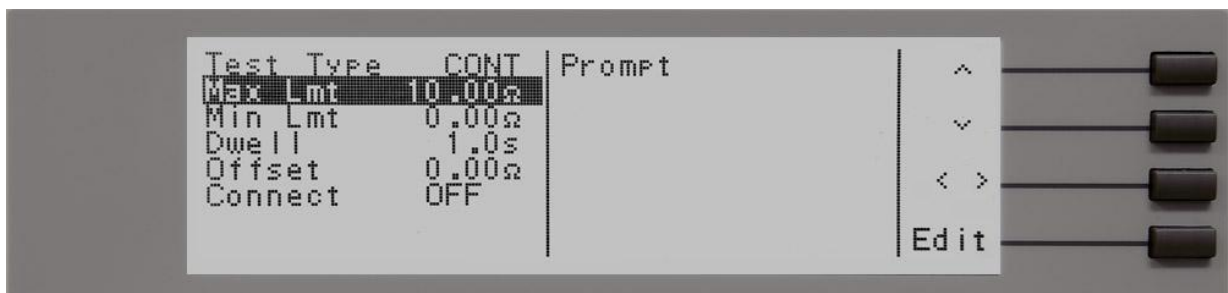 Test Type CONT
Max Lmt 10.00Ω
Min Lmt 0.00Ω
Dwell 1.0s
Offset 0.00Ω
Connect OFF
Prompt
^
˅
< >
Edit